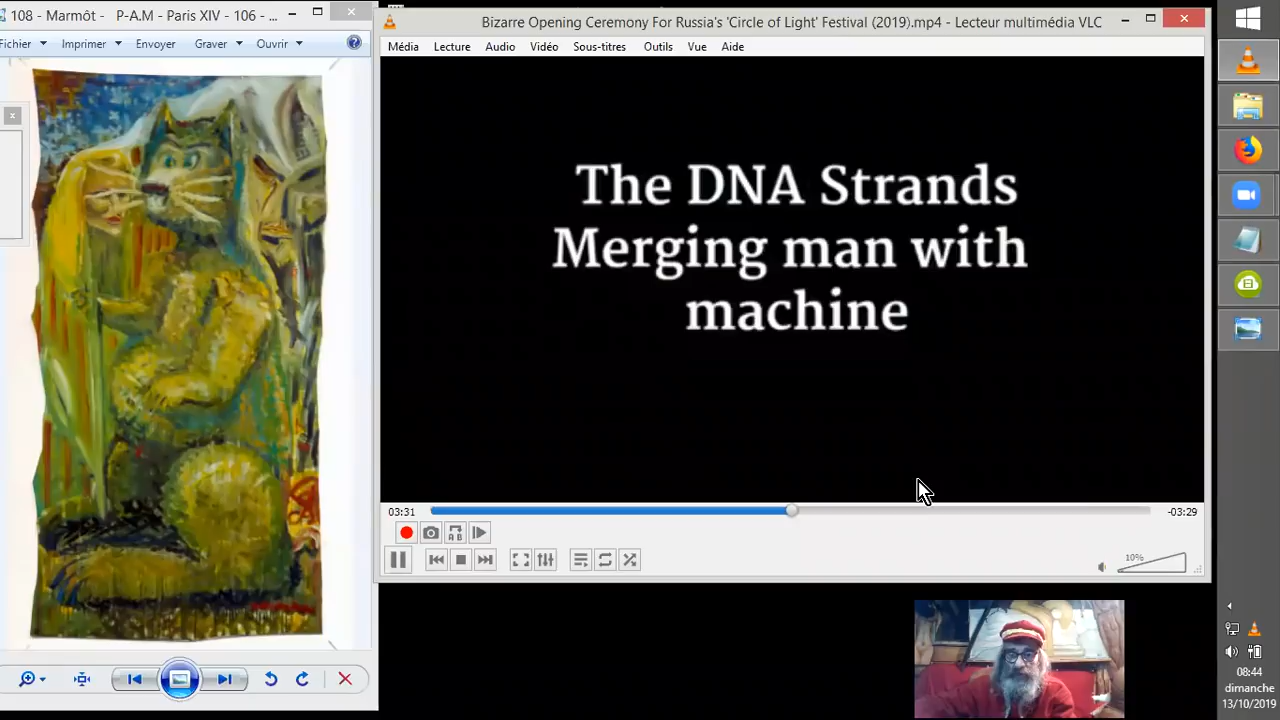 108 - Marmôt - P-A-M - Paris XIV - 106 - ...
Bizarre Opening Ceremony For Russia's 'Circle of Light' Festival (2019).mp4 - Lecteur multimédia VLC
Fichier Imprimer Envoyer Graver Ouvrir
Média Lecture Audio Vidéo Sous-titres Outils Vue Aide
The DNA Strands
Merging man with
machine
03:31 -03:29
A B
10%
08:44
dimanche
13/10/2019